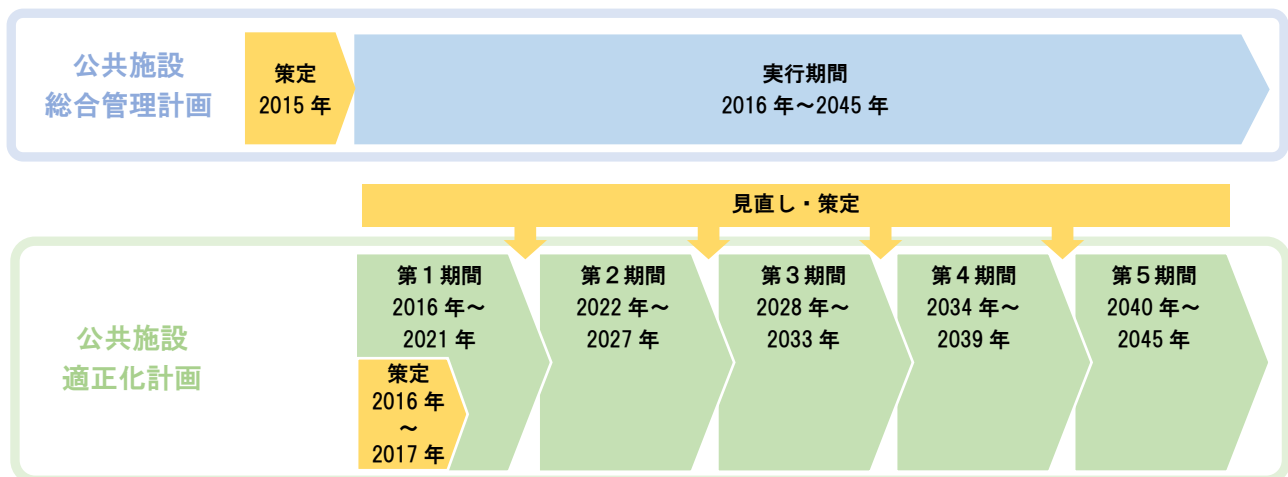 公共施設
総合管理計画
策定
2015 年
実行期間
2016 年～2045 年
見直し・策定
公共施設
適正化計画
第１期間
2016 年～
2021 年
策定
2016 年
～
2017 年
第２期間
2022 年～
2027 年
第３期間
2028 年～
2033 年
第４期間
2034 年～
2039 年
第５期間
2040 年～
2045 年